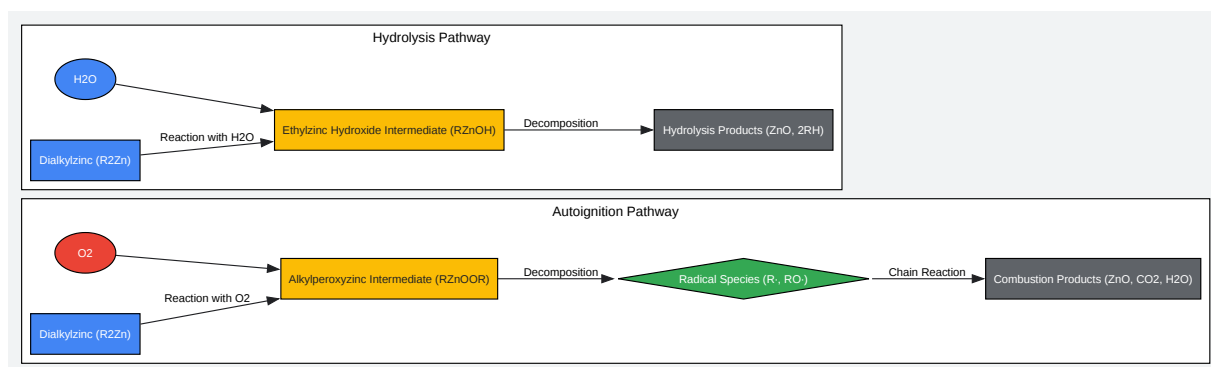 Hydrolysis Pathway
H2O
Reaction with H2O
Dialkylzinc (R2Zn)
Ethylzinc Hydroxide Intermediate (RZnOH)
Decomposition
Hydrolysis Products (ZnO, 2RH)
Autoignition Pathway
O2
Reaction with O2
Dialkylzinc (R2Zn)
Alkylperoxyzinc Intermediate (RZnOOR)
Decomposition
Radical Species (R·, RO·)
Chain Reaction
Combustion Products (ZnO, CO2, H2O)